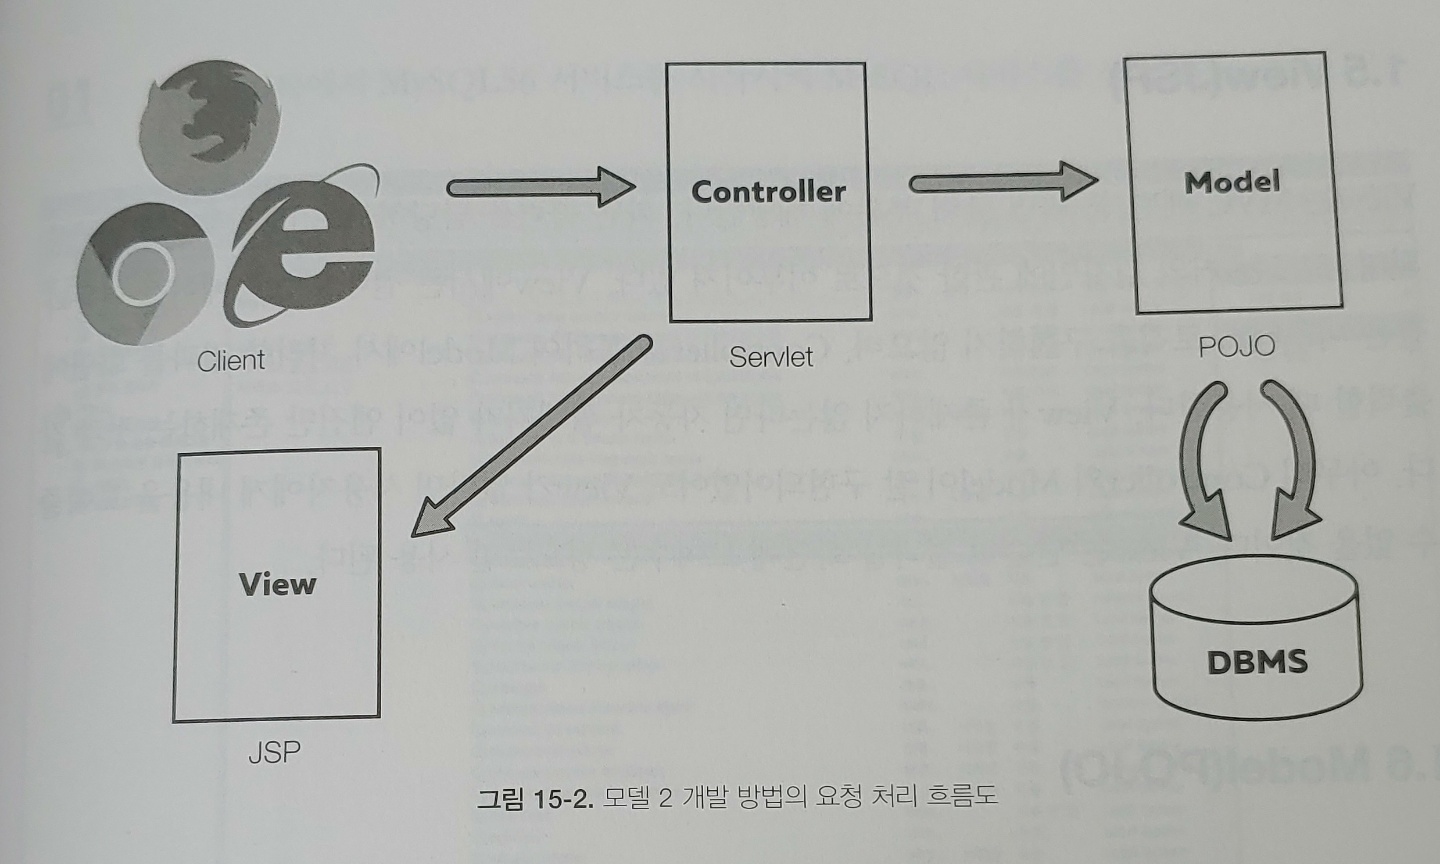 Controller
Model
Client
Servlet
POJO
View
DBMS
JSP
그림 15-2. 모델 2 개발 방법의 요청 처리 흐름도